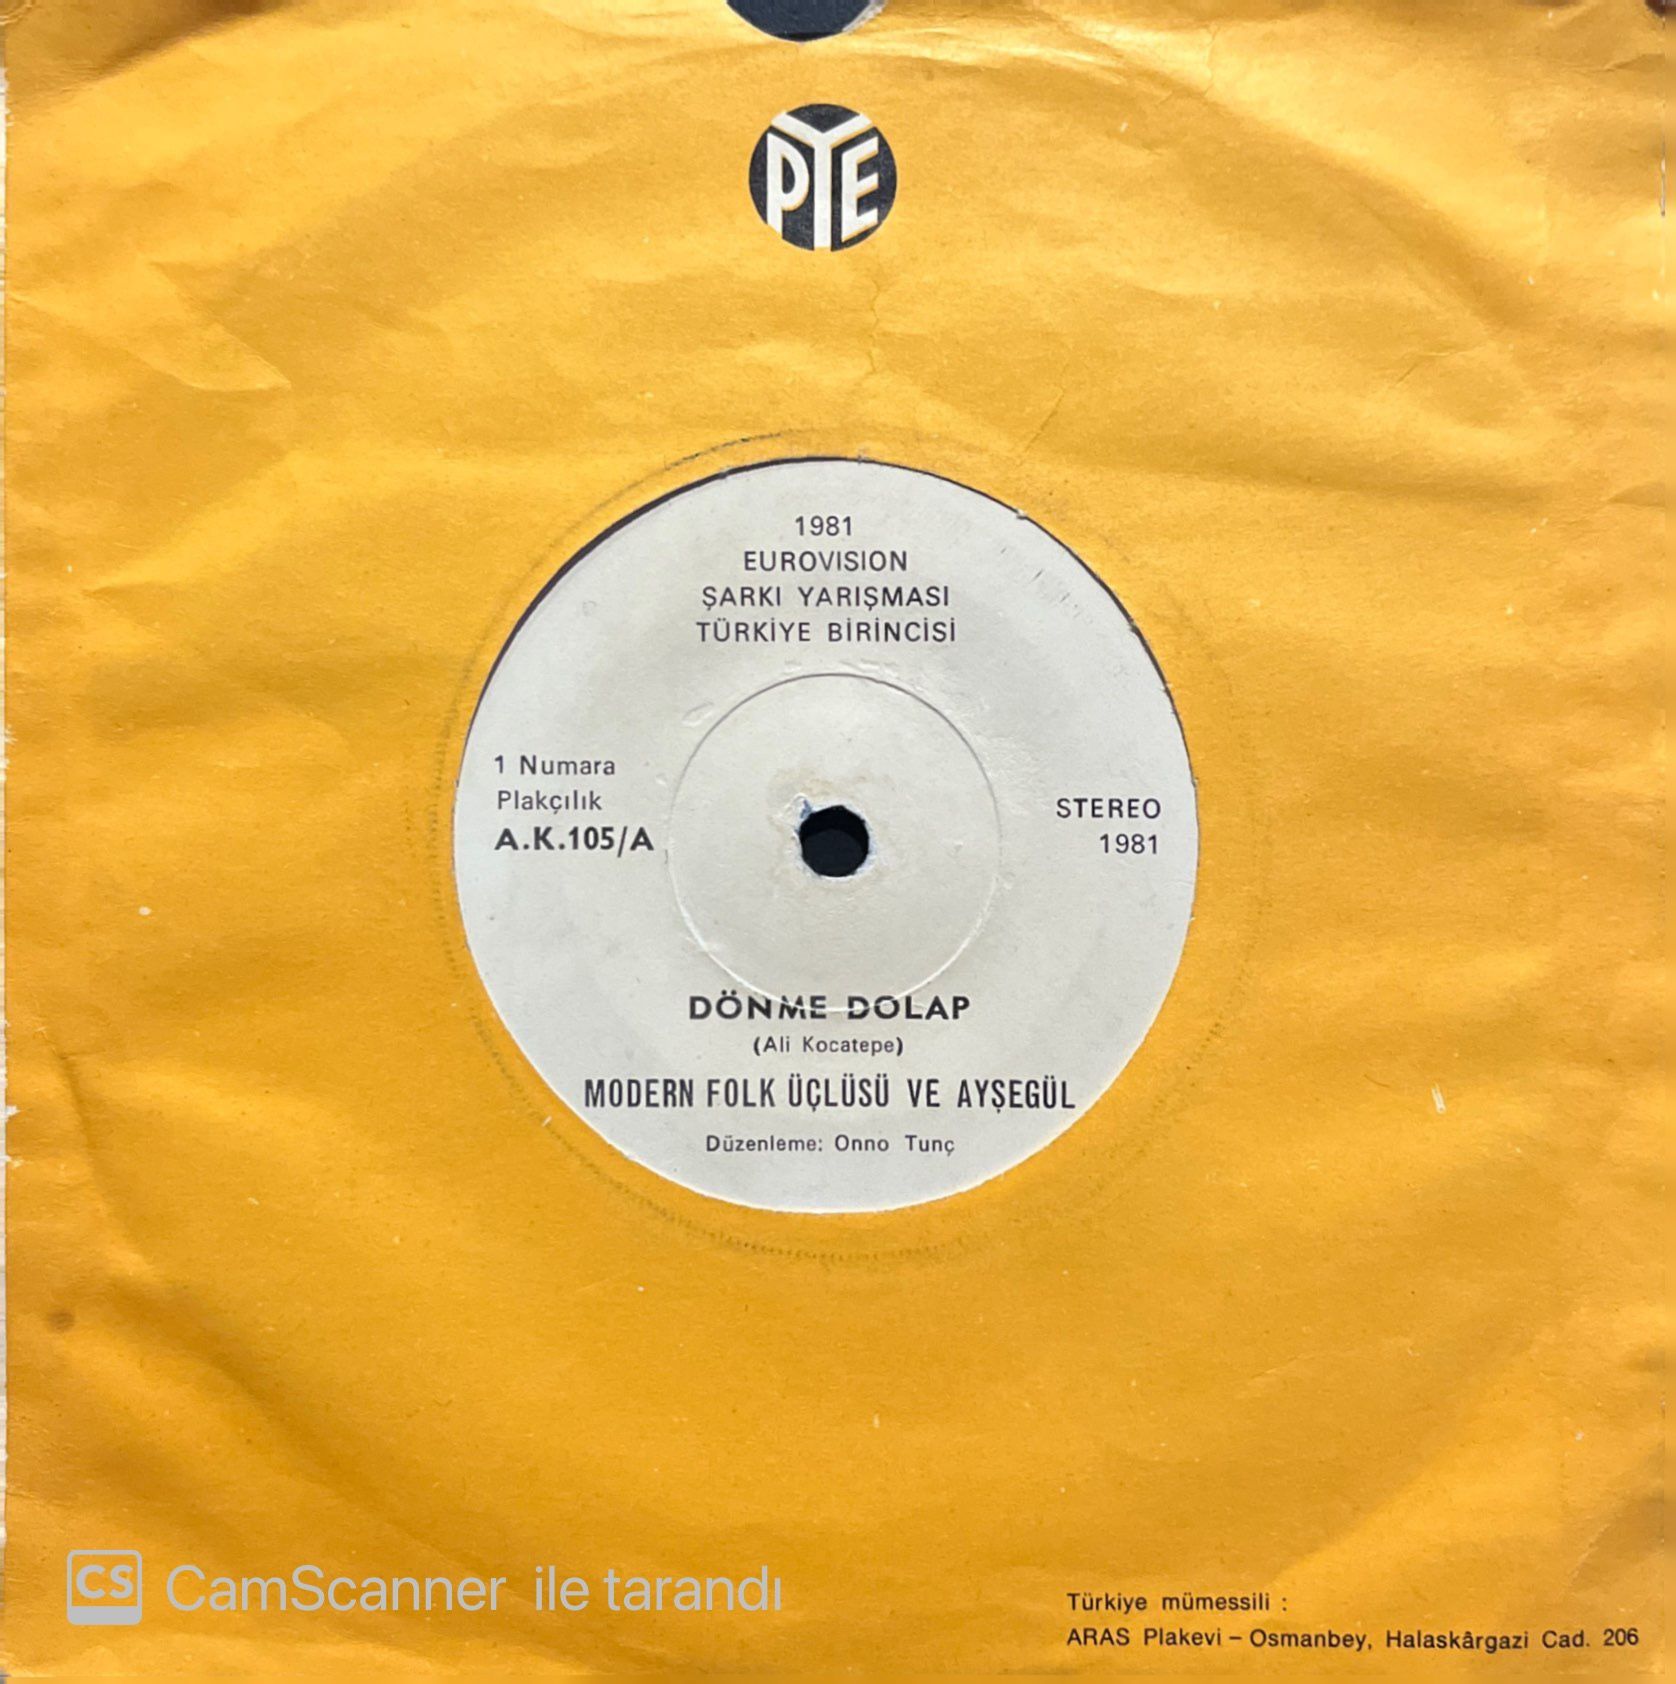 PYE
1981
EUROVISION
ŞARKI YARIŞMASI
TÜRKİYE BİRİNCİSİ
1 Numara
Plakçılık
A.K.105/A
STEREO
1981
DÖNME DOLAP
(Ali Kocatepe)
MODERN FOLK ÜÇLÜSÜ VE AYŞEGÜL
Düzenleme: Onno Tunç
CS CamScanner ile tarandı
Türkiye mümessili :
ARAS Plakevi – Osmanbey, Halaskârgazi Cad. 206